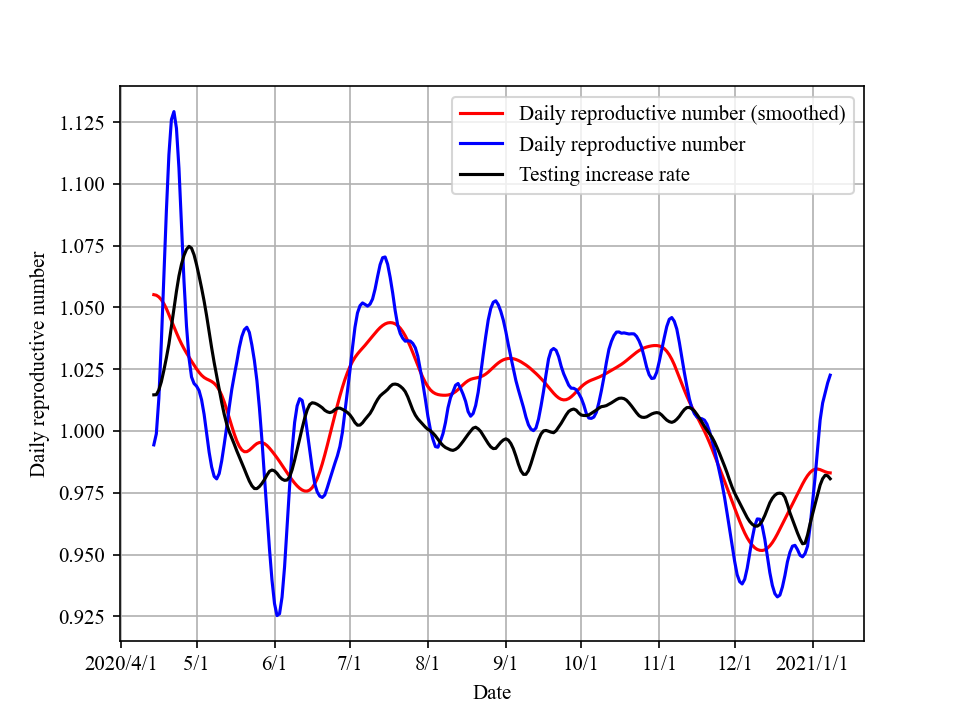 Daily reproductive number (smoothed)
Daily reproductive number
Testing increase rate
Daily reproductive number
1.125
1.100
1.075
1.050
1.025
1.000
0.975
0.950
0.925
2020/4/1 5/1 6/1 7/1 8/1 9/1 10/1 11/1 12/1 2021/1/1
Date